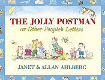 THE JOLLY POSTMAN
or Other People's Letters
JANET & ALLAN AHLBERG